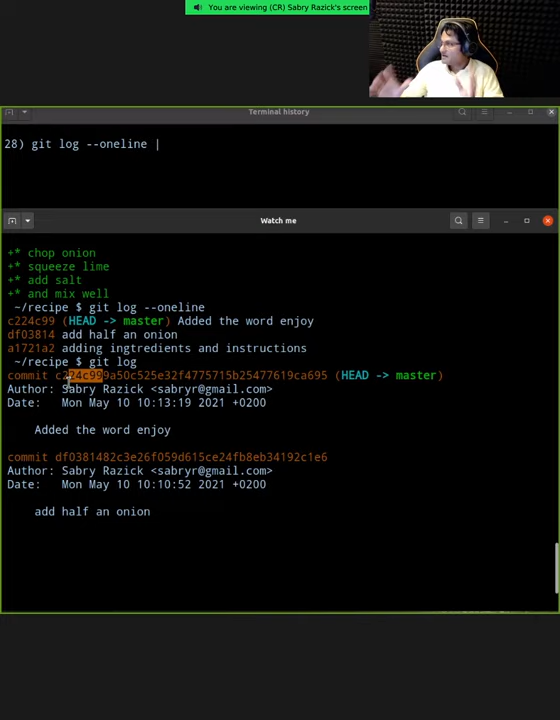 You are viewing (CR) Sabry Razick's screen
Terminal history
28) git log --oneline |
Watch me
+* chop onion
+* squeeze lime
+* add salt
+* and mix well
~/recipe $ git log --oneline
c224c99 (HEAD -> master) Added the word enjoy
df03814 add half an onion
a1721a2 adding ingtredients and instructions
~/recipe $ git log
commit c224c999a50c525e32f4775715b25477619ca695 (HEAD -> master)
Author: Sabry Razick <sabryr@gmail.com>
Date:   Mon May 10 10:13:19 2021 +0200
Added the word enjoy
commit df0381482c3e26f059d615ce24fb8eb34192c1e6
Author: Sabry Razick <sabryr@gmail.com>
Date:   Mon May 10 10:10:52 2021 +0200
add half an onion